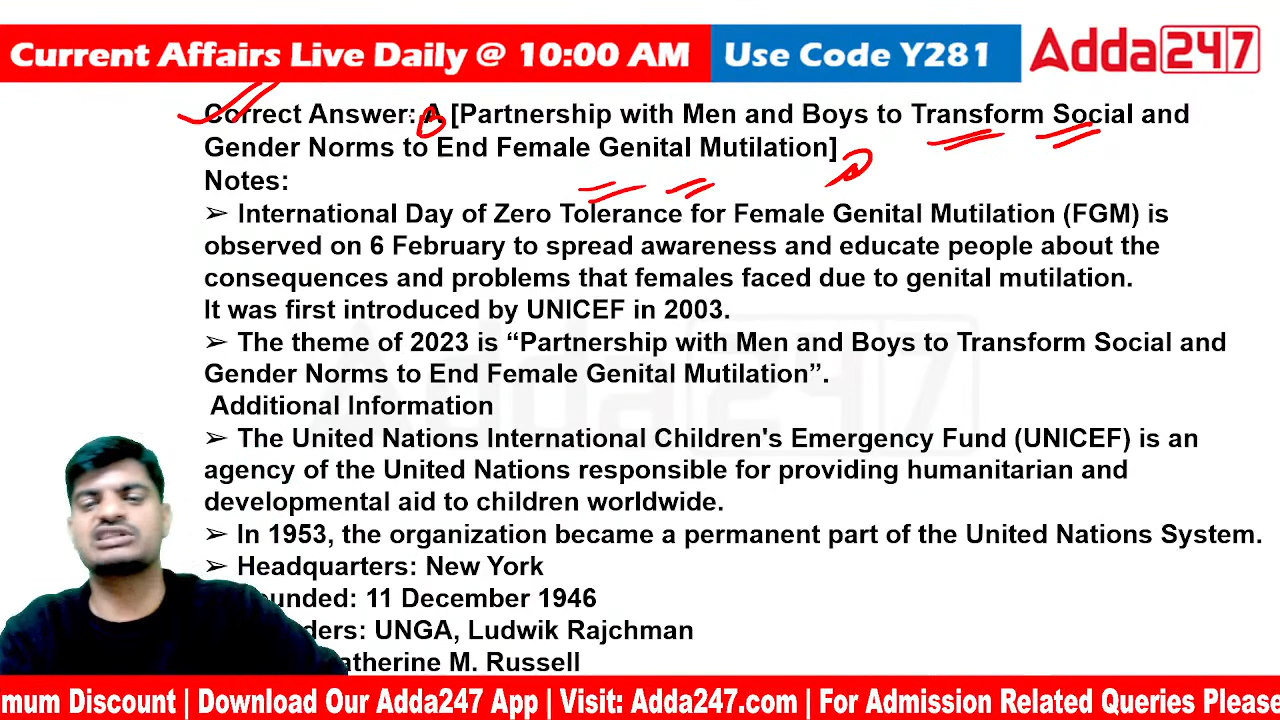 Current Affairs Live Daily @ 10:00 AM
Use Code Y281
Adda247
Correct Answer: A [Partnership with Men and Boys to Transform Social and
Gender Norms to End Female Genital Mutilation]
Notes:
➢ International Day of Zero Tolerance for Female Genital Mutilation (FGM) is
observed on 6 February to spread awareness and educate people about the
consequences and problems that females faced due to genital mutilation.
It was first introduced by UNICEF in 2003.
➢ The theme of 2023 is “Partnership with Men and Boys to Transform Social and
Gender Norms to End Female Genital Mutilation”.
Additional Information
➢ The United Nations International Children's Emergency Fund (UNICEF) is an
agency of the United Nations responsible for providing humanitarian and
developmental aid to children worldwide.
➢ In 1953, the organization became a permanent part of the United Nations System.
➢ Headquarters: New York
ounded: 11 December 1946
ders: UNGA, Ludwik Rajchman
atherine M. Russell
Adda247
mum Discount | Download Our Adda247 App | Visit: Adda247.com | For Admission Related Queries Please